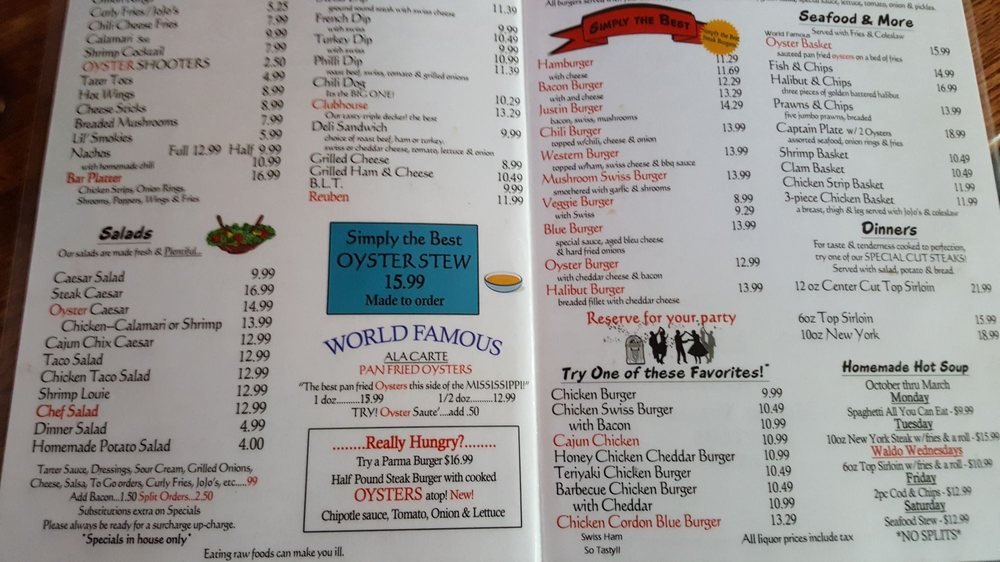 Curly Fries/JoJo's 5.25
Chili Cheese Fries 7.99
Calamari 9.99
Shrimp Cocktail 7.99
OYSTER SHOOTERS 2.50
Tater Tots 4.99
Hot Wings 8.99
Cheese Sticks 8.99
Breaded Mushrooms 7.99
Lil' Smokies 5.99
Nachos Full 12.99 Half 9.99
with homemade chili 10.99
Bar Platter 16.99
Chicken Strips, Onion Rings,
Shrooms, Poppers, Wings & Fries
Salads
Our salads are made fresh & Plentiful..
Caesar Salad 9.99
Steak Caesar 16.99
Oyster Caesar 14.99
Chicken~Calamari or Shrimp 13.99
Cajun Chix Caesar 12.99
Taco Salad 12.99
Chicken Taco Salad 12.99
Shrimp Louie 12.99
Chef Salad 12.99
Dinner Salad 4.99
Homemade Potato Salad 4.00
Tarter Sauce, Dressings, Sour Cream, Grilled Onions,
Cheese, Salsa, To Go orders, Curly Fries, JoJo's, etc.....99
Add Bacon...1.50 Split Orders...2.50
Substitutions extra on Specials
Please always be ready for a surcharge up-charge.
*Specials in house only*
Eating raw foods can make you ill.
ground round steak with swiss cheese 11.39
French Dip 9.99
with swiss 10.49
Turkey Dip 9.99
with swiss 10.49
Philli Dip 10.99
roast beef, swiss, tomato & grilled onions 11.39
Chili Dog
Its the BIG ONE! 10.29
Clubhouse 13.29
Our tasty triple decker! the best
Deli Sandwich 9.99
choice of roast beef, ham or turkey.
swiss or cheddar cheese, tomato, lettuce & onion
Grilled Cheese 8.99
Grilled Ham & Cheese 10.49
B.L.T. 9.99
Reuben 11.99
Simply the Best
OYSTER STEW
15.99
Made to order
WORLD FAMOUS
ALA CARTE
PAN FRIED OYSTERS
"The best pan fried Oysters this side of the MISSISSIPPI!"
1 doz..........15.99 1/2 doz..........12.99
TRY! Oyster Saute'....add .50
........Really Hungry?........
Try a Parma Burger $16.99
Half Pound Steak Burger with cooked
OYSTERS atop! New!
Chipotle sauce, Tomato, Onion & Lettuce
lettuce, tomato, onion & pickles.
SIMPLY THE BEST
Simply the Best
Steak Burgers
Hamburger 11.29
with cheese 11.69
Bacon Burger 12.29
with and cheese 13.29
Justin Burger 14.29
bacon, swiss, mushrooms
Chili Burger 13.99
topped w/chili, cheese & onion
Western Burger 13.99
topped w/ham, swiss cheese & bbq sauce
Mushroom Swiss Burger 13.99
smothered with garlic & shrooms
Veggie Burger 8.99
with Swiss 9.29
Blue Burger 13.99
special sauce, aged bleu cheese
& hard fried onions
Oyster Burger 12.99
with cheddar cheese & bacon
Halibut Burger 13.99
breaded fillet with cheddar cheese
Reserve for your party
Try One of these Favorites!"
Chicken Burger 9.99
Chicken Swiss Burger 10.49
with Bacon 10.99
Cajun Chicken 10.99
Honey Chicken Cheddar Burger 10.99
Teriyaki Chicken Burger 10.49
Barbecue Chicken Burger 10.49
with Cheddar 10.99
Chicken Cordon Blue Burger 13.29
Swiss Ham
So Tasty!!
Seafood & More
Served with Fries & Coleslaw
World Famous
Oyster Basket 15.99
sauteed pan fried oysters on a bed of fries
Fish & Chips 14.99
Halibut & Chips 16.99
three pieces of golden battered halibut
Prawns & Chips 13.99
five jumbo prawns, breaded
Captain Plate w/ 2 Oysters 18.99
assorted seafood, onion rings & fries
Shrimp Basket 10.49
Clam Basket 10.49
Chicken Strip Basket 11.99
3-piece Chicken Basket 11.99
a breast, thigh & leg served with JoJo's & coleslaw
Dinners
For taste & tenderness cooked to perfection,
try one of our SPECIAL CUT STEAKS!
Served with salad, potato & bread.
12 oz Center Cut Top Sirloin 21.99
6oz Top Sirloin 15.99
10oz New York 18.99
Homemade Hot Soup
October thru March
Monday
Spaghetti All You Can Eat - $9.99
Tuesday
10oz New York Steak w/fries & a roll - $15.99
Waldo Wednesdays
6oz Top Sirloin w/fries & a roll - $10.99
Friday
2pc Cod & Chips - $12.99
Saturday
Seafood Stew - $12.99
*NO SPLITS*
All liquor prices include tax